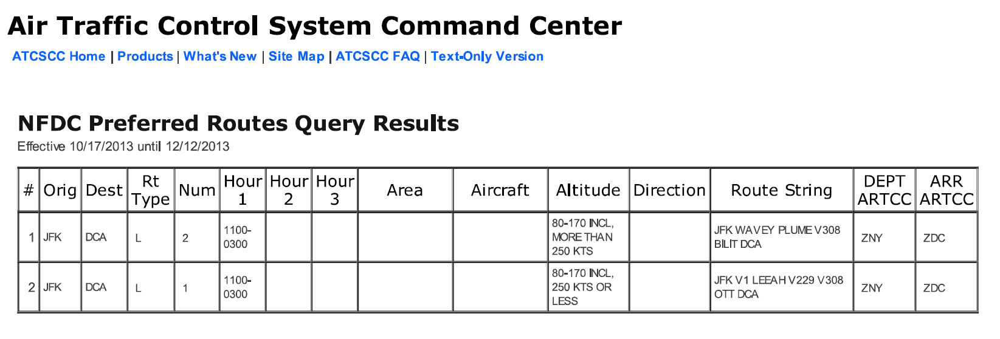 Air Traffic Control System Command Center
ATCSCC Home | Products | What's New | Site Map | ATCSCC FAQ | Text-Only Version
NFDC Preferred Routes Query Results
Effective 10/17/2013 until 12/12/2013
# Orig Dest Rt Type Num Hour 1 Hour 2 Hour 3 Area Aircraft Altitude Direction Route String DEPT ARTCC ARR ARTCC
1 JFK DCA L 2 1100-0300 80-170 INCL, MORE THAN 250 KTS JFK WAVEY PLUME V308 BILIT DCA ZNY ZDC
2 JFK DCA L 1 1100-0300 80-170 INCL, 250 KTS OR LESS JFK V1 LEEAH V229 V308 OTT DCA ZNY ZDC